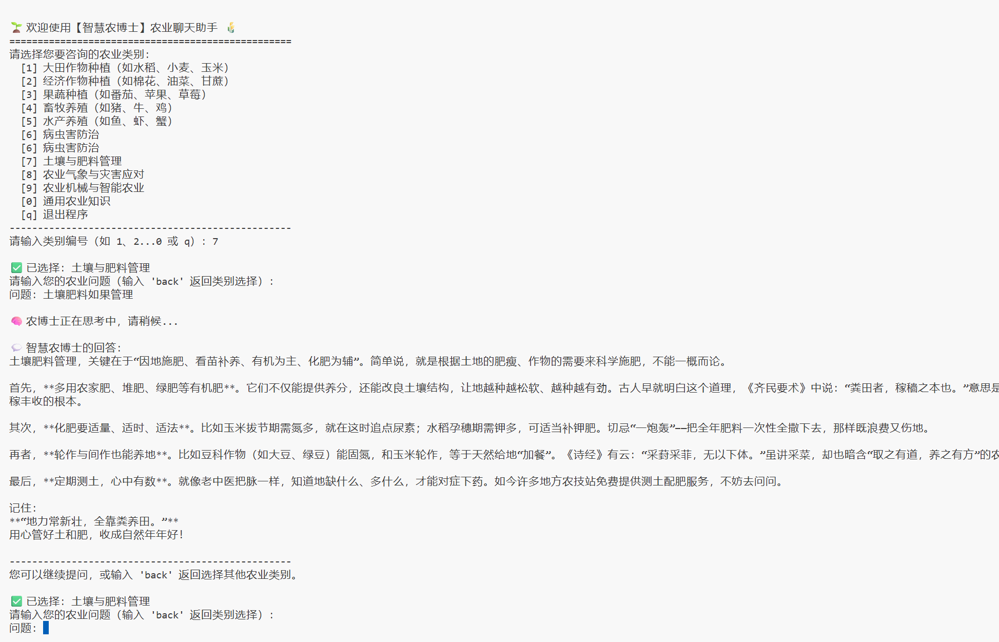 🌱 欢迎使用【智慧农博士】农业聊天助手 🌾
==================================================
请选择您要咨询的农业类别：
[1] 大田作物种植（如水稻、小麦、玉米）
[2] 经济作物种植（如棉花、油菜、甘蔗）
[3] 果蔬种植（如番茄、苹果、草莓）
[4] 畜牧养殖（如猪、牛、鸡）
[5] 水产养殖（如鱼、虾、蟹）
[6] 病虫害防治
[6] 病虫害防治
[7] 土壤与肥料管理
[8] 农业气象与灾害应对
[9] 农业机械与智能农业
[0] 通用农业知识
[q] 退出程序
--------------------------------------------------
请输入类别编号（如 1、2...0 或 q）: 7
✅ 已选择：土壤与肥料管理
请输入您的农业问题（输入 'back' 返回类别选择）:
问题：土壤肥料如果管理
🧠 农博士正在思考中，请稍候...
💬 智慧农博士的回答：
土壤肥料管理，关键在于“因地施肥、看苗补养、有机为主、化肥为辅”。简单说，就是根据土地的肥瘦、作物的需要来科学施肥，不能一概而论。
首先，**多用农家肥、堆肥、绿肥等有机肥**。它们不仅能提供养分，还能改良土壤结构，让地越种越松软、越种越有劲。古人早就明白这个道理，《齐民要术》中说：“粪田者，稼穑之本也。”意思是
稼丰收的根本。
其次，**化肥要适量、适时、适法**。比如玉米拔节期需氮多，就在这时追点尿素；水稻孕穗期需钾多，可适当补钾肥。切忌“一炮轰”——把全年肥料一次性全撒下去，那样既浪费又伤地。
再者，**轮作与间作也能养地**。比如豆科作物（如大豆、绿豆）能固氮，和玉米轮作，等于天然给地“加餐”。《诗经》有云：“采葑采菲，无以下体。”虽讲采菜，却也暗含“取之有道，养之有方”的农
最后，**定期测土，心中有数**。就像老中医把脉一样，知道地缺什么、多什么，才能对症下药。如今许多地方农技站免费提供测土配肥服务，不妨去问问。
记住：
**“地力常新壮，全靠粪养田。”**
用心管好土和肥，收成自然年年好！
--------------------------------------------------
您可以继续提问，或输入 'back' 返回选择其他农业类别。
✅ 已选择：土壤与肥料管理
请输入您的农业问题（输入 'back' 返回类别选择）:
问题：